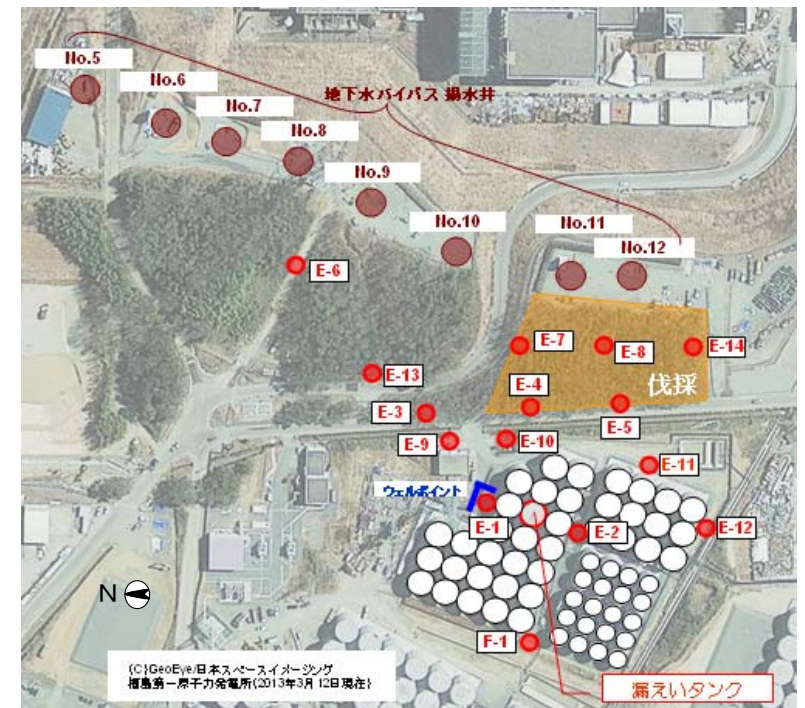 No.5
No.6
No.7
No.8
地下水バイパス 揚水井
No.9
No.10
No.11
No.12
E-6
E-7
E-8
E-14
E-13
伐採
E-4
E-3
E-5
E-9
E-10
E-11
ウェルポイント
E-1
E-2
E-12
N
F-1
(C)GeoEye/日本スペースイメージング
福島第一原子力発電所(2013年3月12日現在)
漏えいタンク